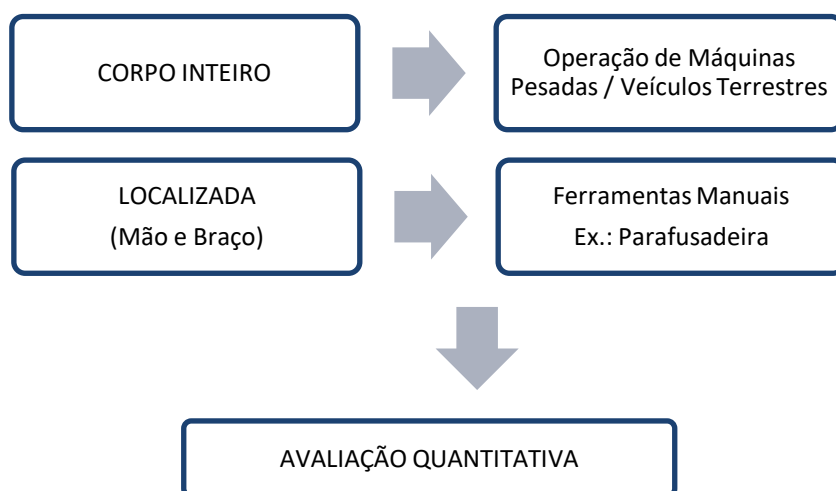 CORPO INTEIRO
Operação de Máquinas
Pesadas / Veículos Terrestres
LOCALIZADA
(Mão e Braço)
Ferramentas Manuais
Ex.: Parafusadeira
AVALIAÇÃO QUANTITATIVA